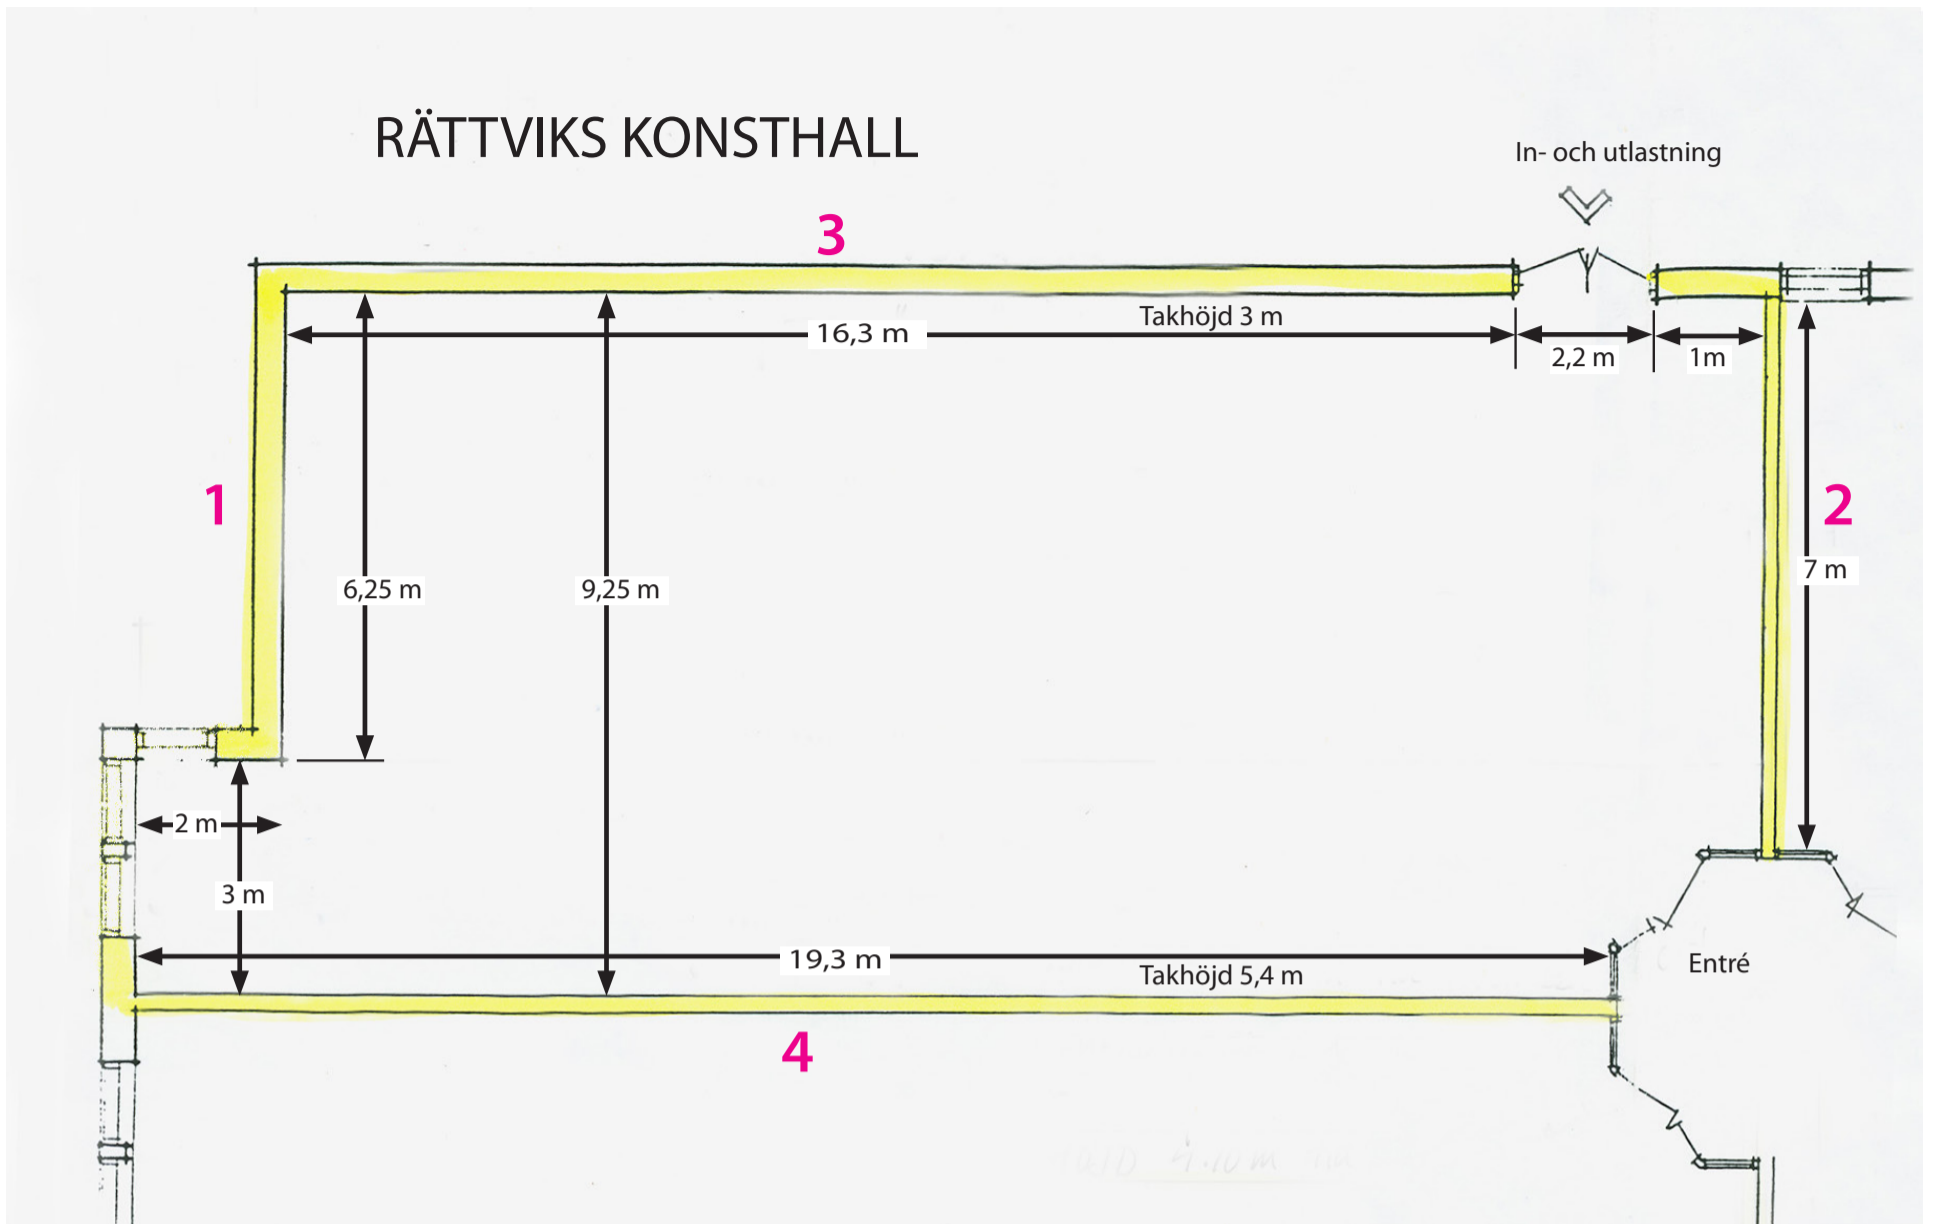 RÄTTVIKS KONSTHALL
In- och utlastning
3
Takhöjd 3 m
16,3 m
2,2 m
1m
1
2
6,25 m
9,25 m
7 m
2 m
3 m
19,3 m
Takhöjd 5,4 m
Entré
4